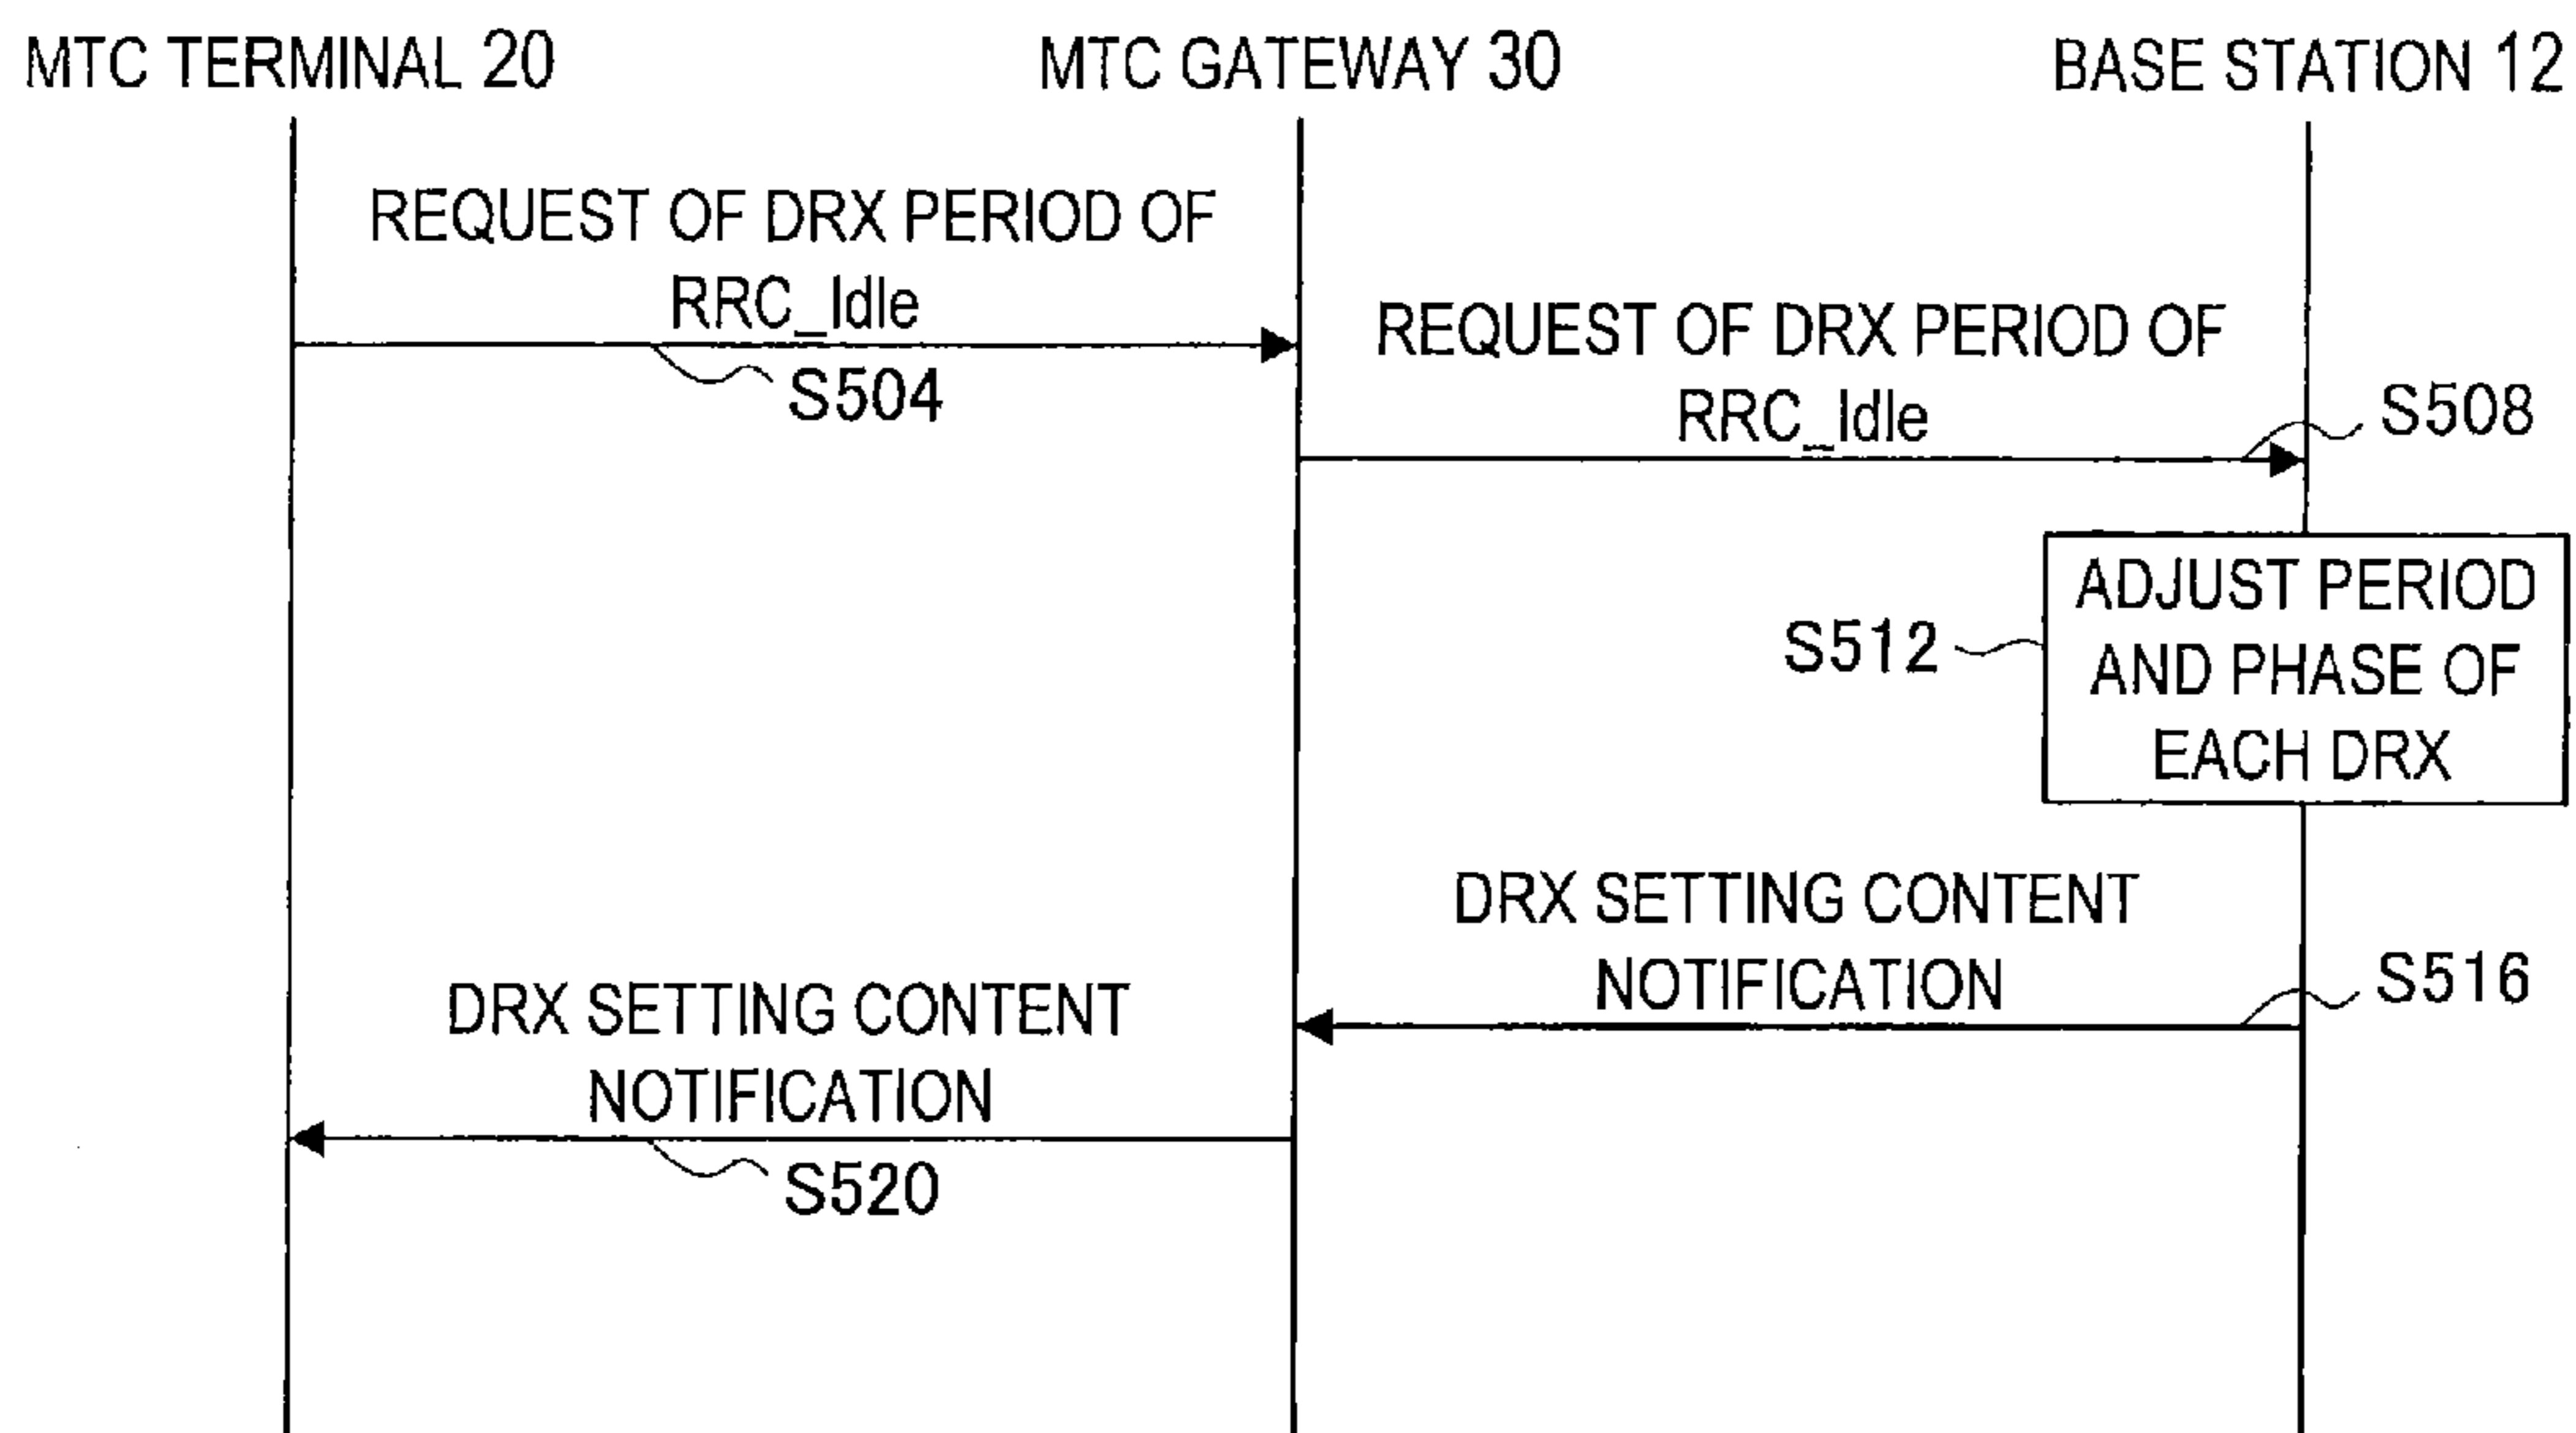 MTC TERMINAL 20
MTC GATEWAY 30
BASE STATION 12
REQUEST OF DRX PERIOD OF
RRC_Idle
S504
REQUEST OF DRX PERIOD OF
RRC_Idle
S508
ADJUST PERIOD
AND PHASE OF
EACH DRX
S512
DRX SETTING CONTENT
NOTIFICATION
S516
DRX SETTING CONTENT
NOTIFICATION
S520